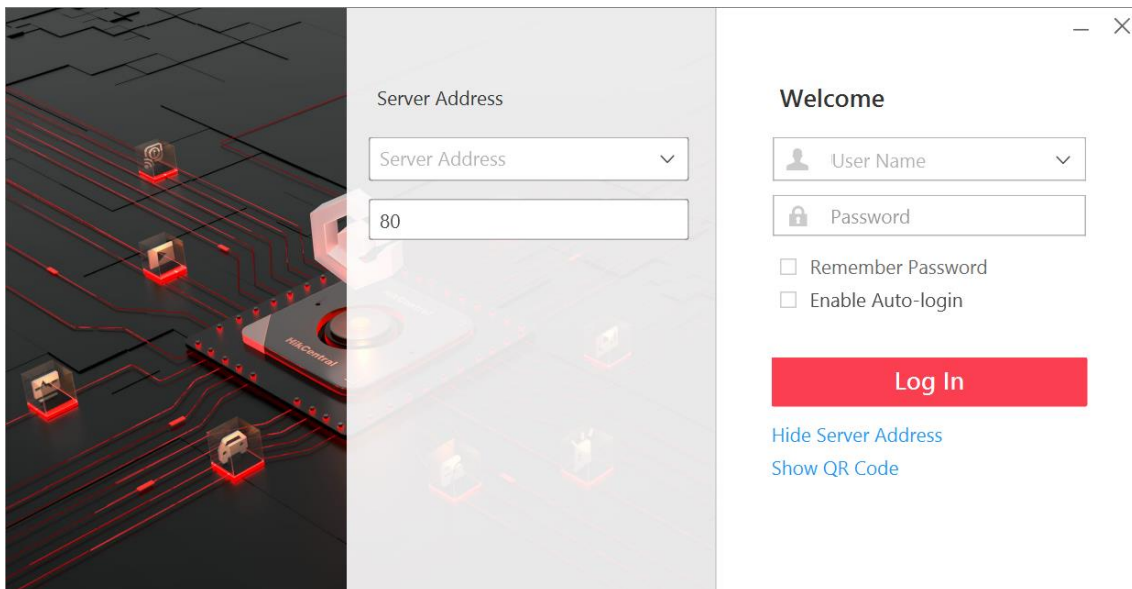 HikCentral
Server Address
Server Address
80
Welcome
User Name
Password
Remember Password
Enable Auto-login
Log In
Hide Server Address
Show QR Code